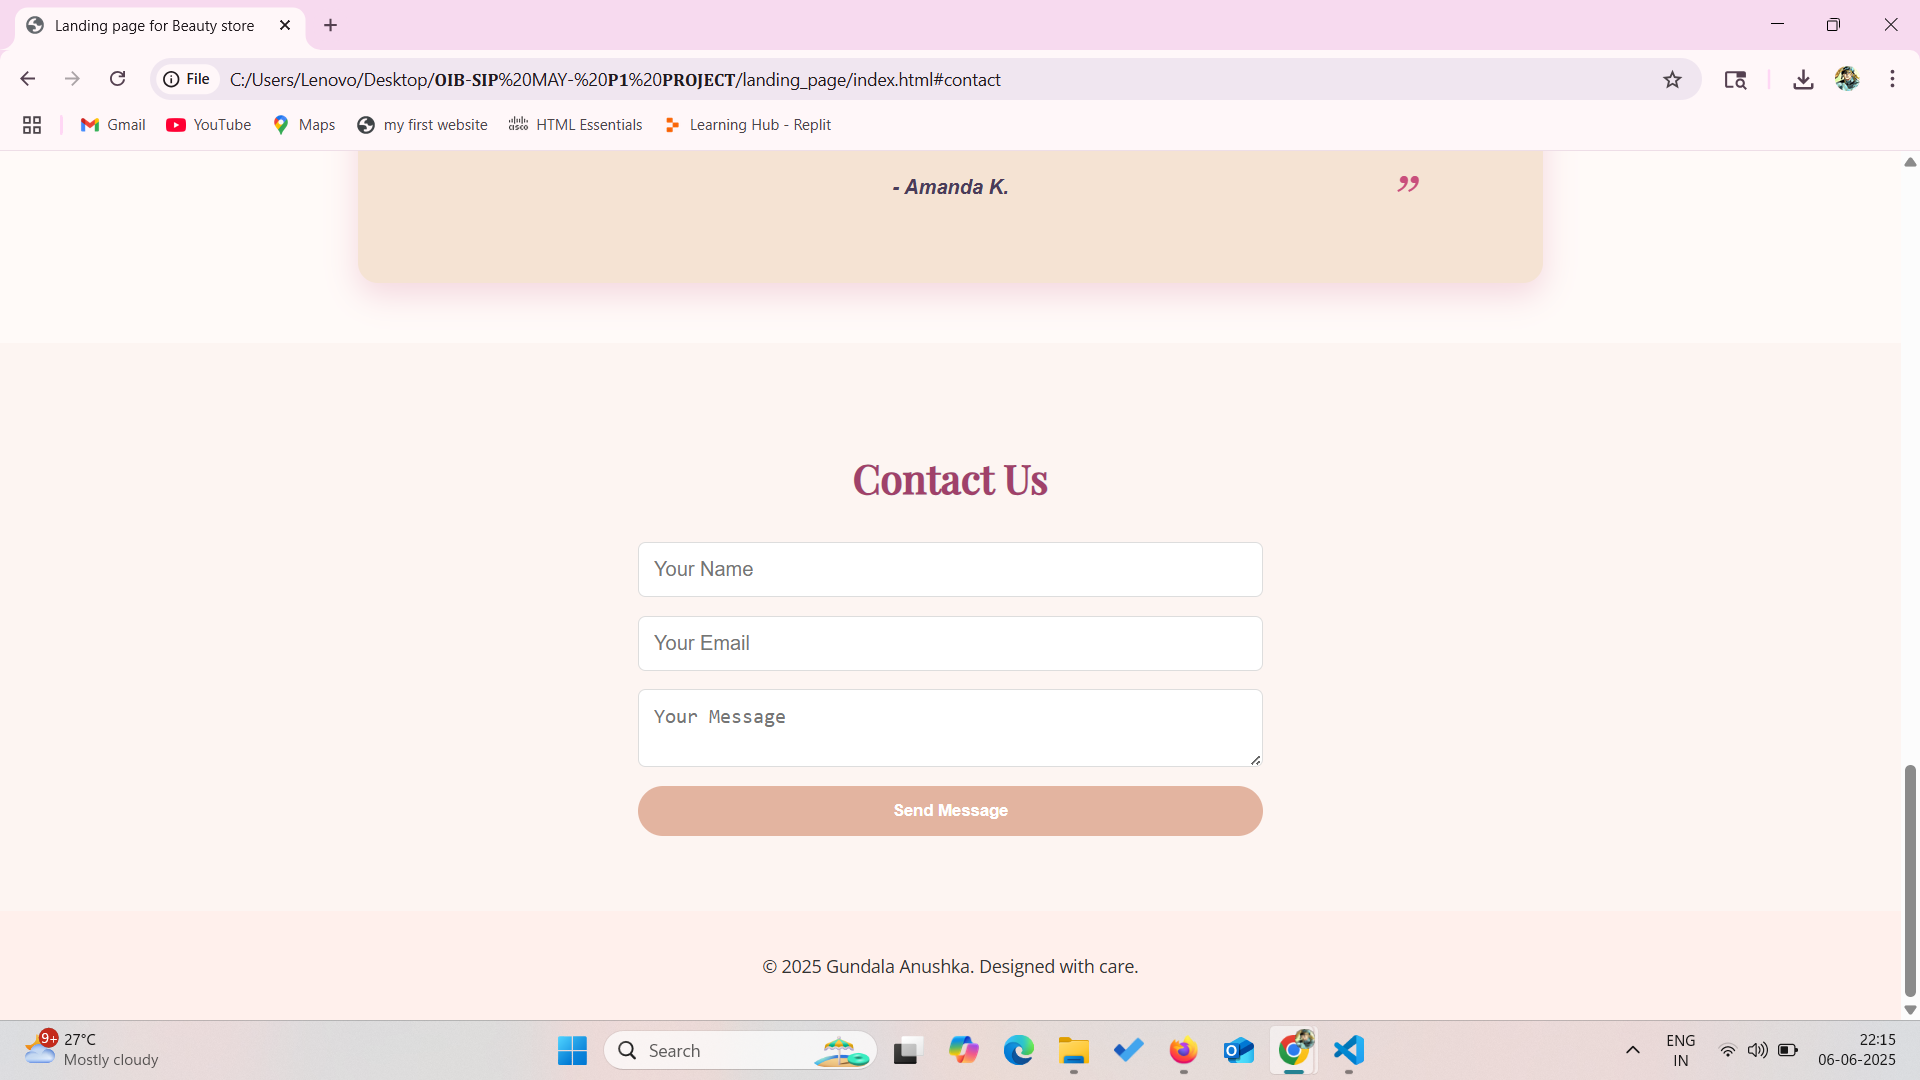 Landing page for Beauty store
File C:/Users/Lenovo/Desktop/OIB-SIP%20MAY-%20P1%20PROJECT/landing_page/index.html#contact
Gmail YouTube Maps my first website HTML Essentials Learning Hub - Replit
- Amanda K. ”
Contact Us
Your Name
Your Email
Your Message
Send Message
© 2025 Gundala Anushka. Designed with care.
9+ 27°C
Mostly cloudy
Search
ENG
IN
22:15
06-06-2025